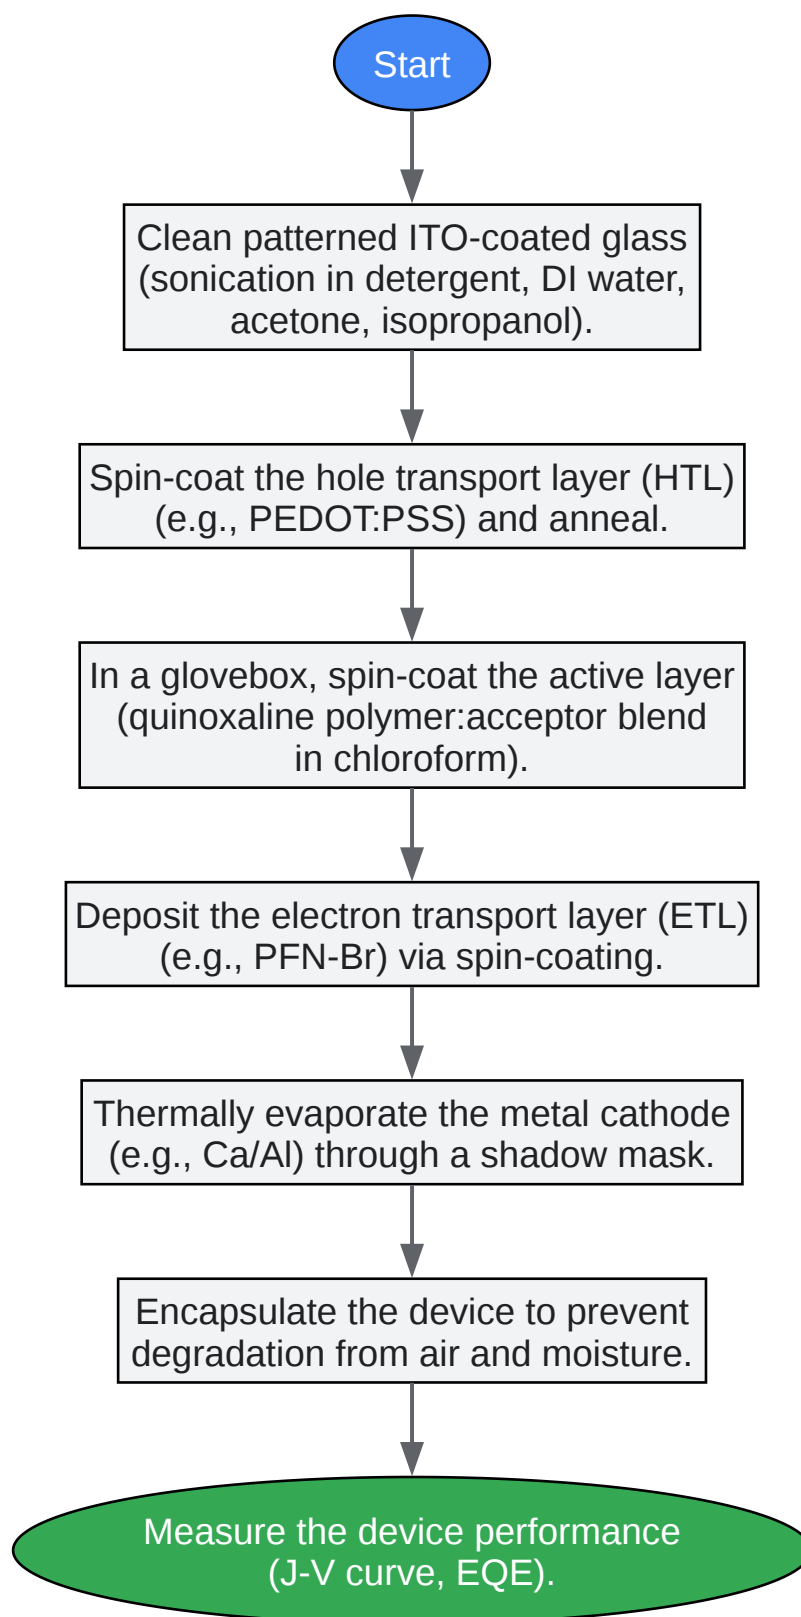 Start
Clean patterned ITO-coated glass
(sonication in detergent, DI water,
acetone, isopropanol).
Spin-coat the hole transport layer (HTL)
(e.g., PEDOT:PSS) and anneal.
In a glovebox, spin-coat the active layer
(quinoxaline polymer:acceptor blend
in chloroform).
Deposit the electron transport layer (ETL)
(e.g., PFN-Br) via spin-coating.
Thermally evaporate the metal cathode
(e.g., Ca/Al) through a shadow mask.
Encapsulate the device to prevent
degradation from air and moisture.
Measure the device performance
(J-V curve, EQE).